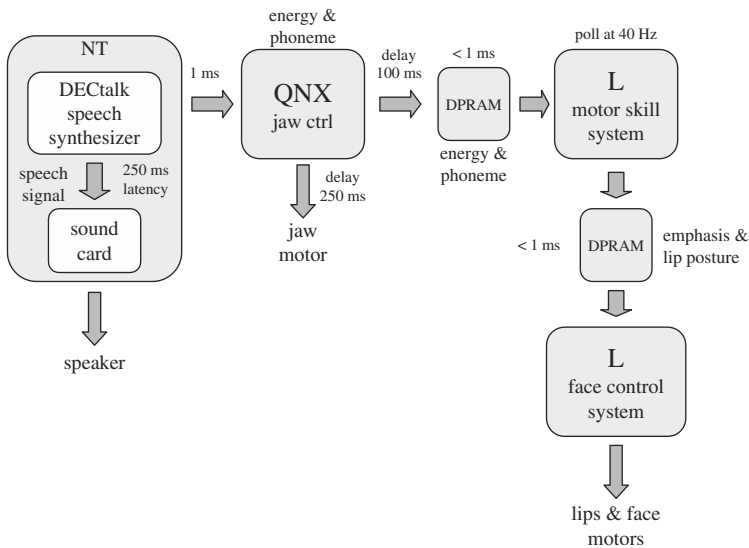 NT
DECtalk
speech
synthesizer
speech
signal
250 ms
latency
sound
card
speaker
1 ms
energy &
phoneme
QNX
jaw ctrl
delay
250 ms
jaw
motor
delay
100 ms
< 1 ms
DPRAM
energy &
phoneme
poll at 40 Hz
L
motor skill
system
< 1 ms
DPRAM
emphasis &
lip posture
L
face control
system
lips & face
motors